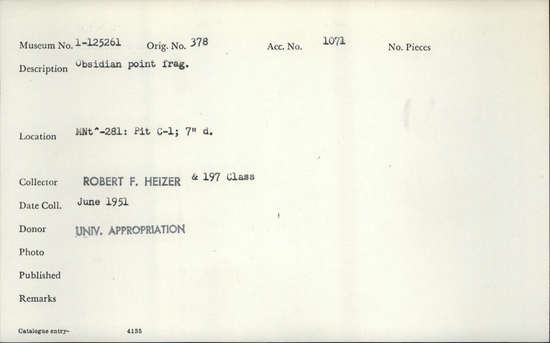 Museum No. 1-125261 Orig. No. 378 Acc. No. 1071 No. Pieces
Description Obsidian point frag.
Location MNt^-281: Pit C-1; 7" d.
Collector ROBERT F. HEIZER & 197 Class
Date Coll. June 1951
Donor UNIV. APPROPRIATION
Photo
Published
Remarks
Catalogue entry- 4135